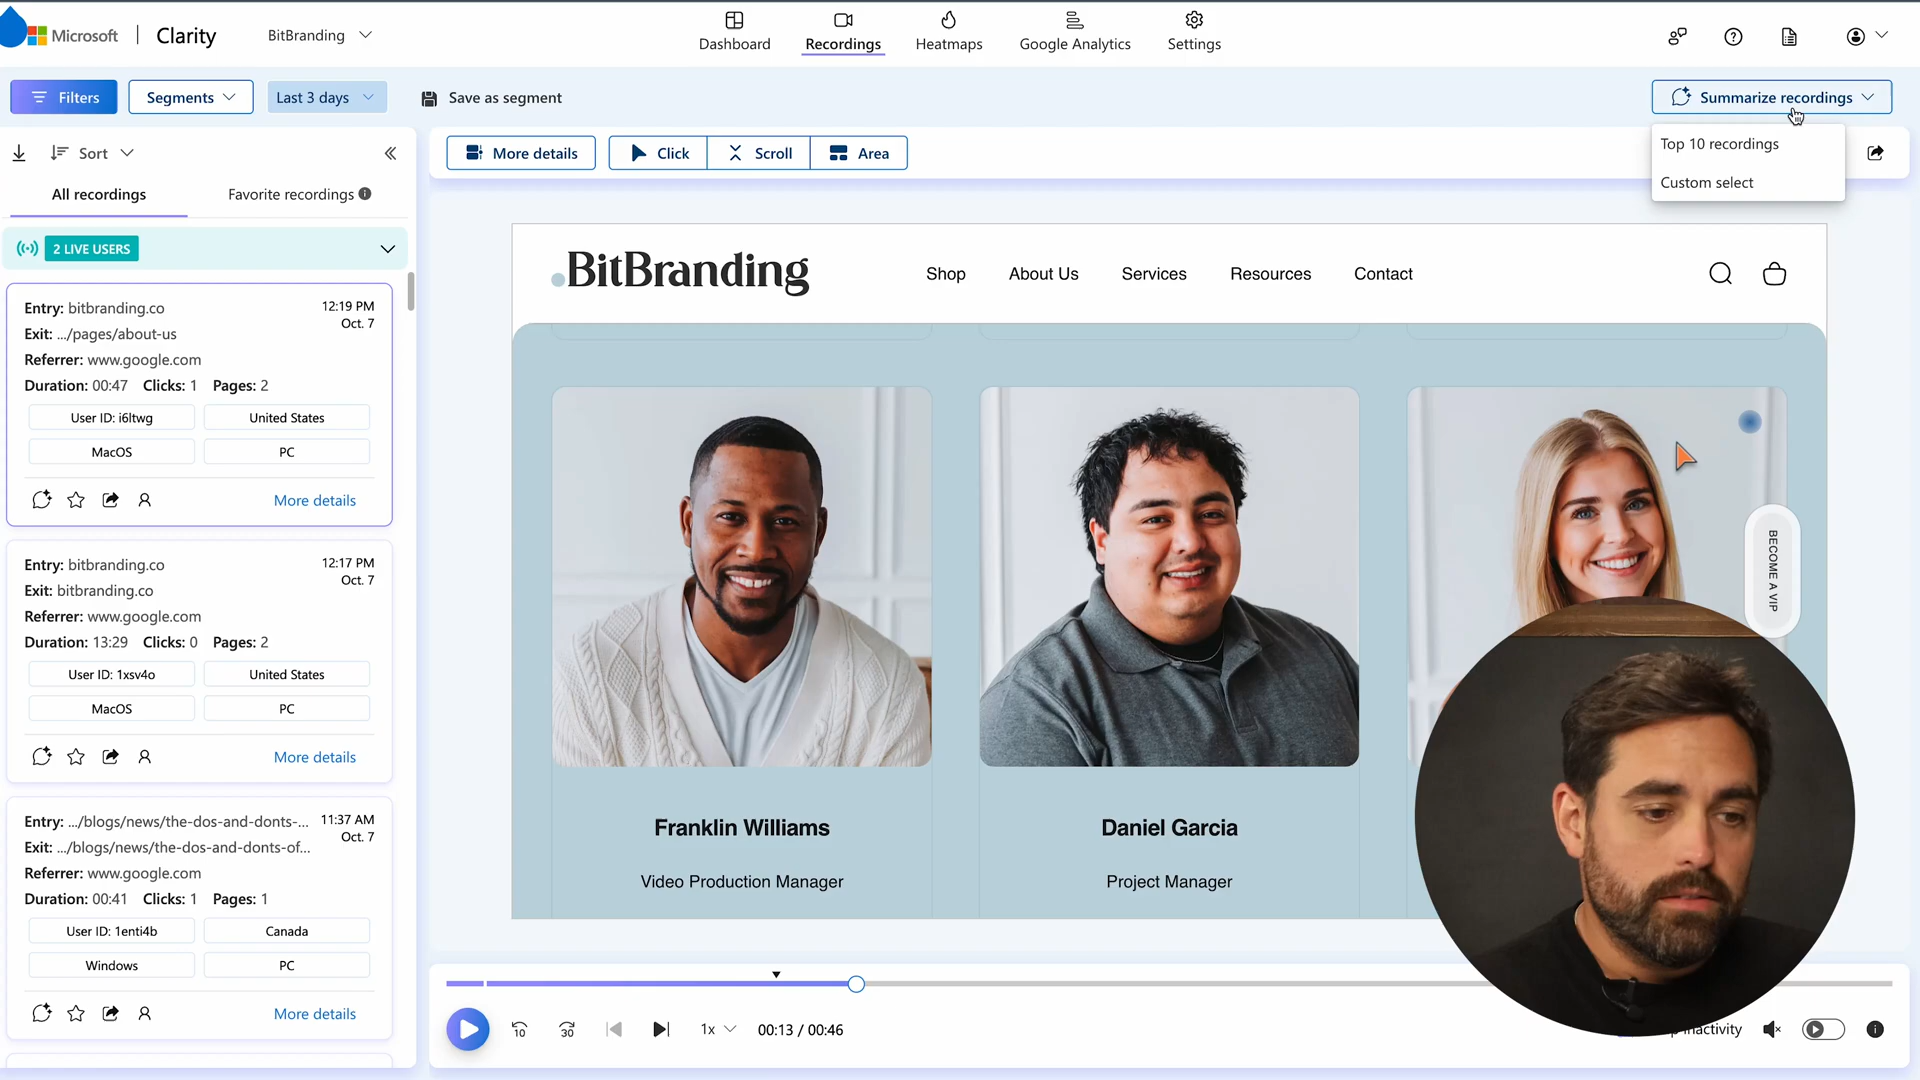 Microsoft | Clarity BitBranding
Dashboard Recordings Heatmaps Google Analytics Settings
Filters Segments Last 3 days Save as segment Summarize recordings
Top 10 recordings
Custom select
Sort
More details Click Scroll Area
All recordings Favorite recordings
2 LIVE USERS
Entry: bitbranding.co 12:19 PM
Oct. 7
Exit: .../pages/about-us
Referrer: www.google.com
Duration: 00:47 Clicks: 1 Pages: 2
User ID: i6ltwg United States
MacOS PC
More details
Entry: bitbranding.co 12:17 PM
Oct. 7
Exit: bitbranding.co
Referrer: www.google.com
Duration: 13:29 Clicks: 0 Pages: 2
User ID: 1xsv4o United States
MacOS PC
More details
Entry: .../blogs/news/the-dos-and-donts-... 11:37 AM
Oct. 7
Exit: .../blogs/news/the-dos-and-donts-of...
Referrer: www.google.com
Duration: 00:41 Clicks: 1 Pages: 1
User ID: 1enti4b Canada
Windows PC
More details
.BitBranding Shop About Us Services Resources Contact
BECOME A VIP
Franklin Williams
Video Production Manager
Daniel Garcia
Project Manager
10 30 1x 00:13 / 00:46